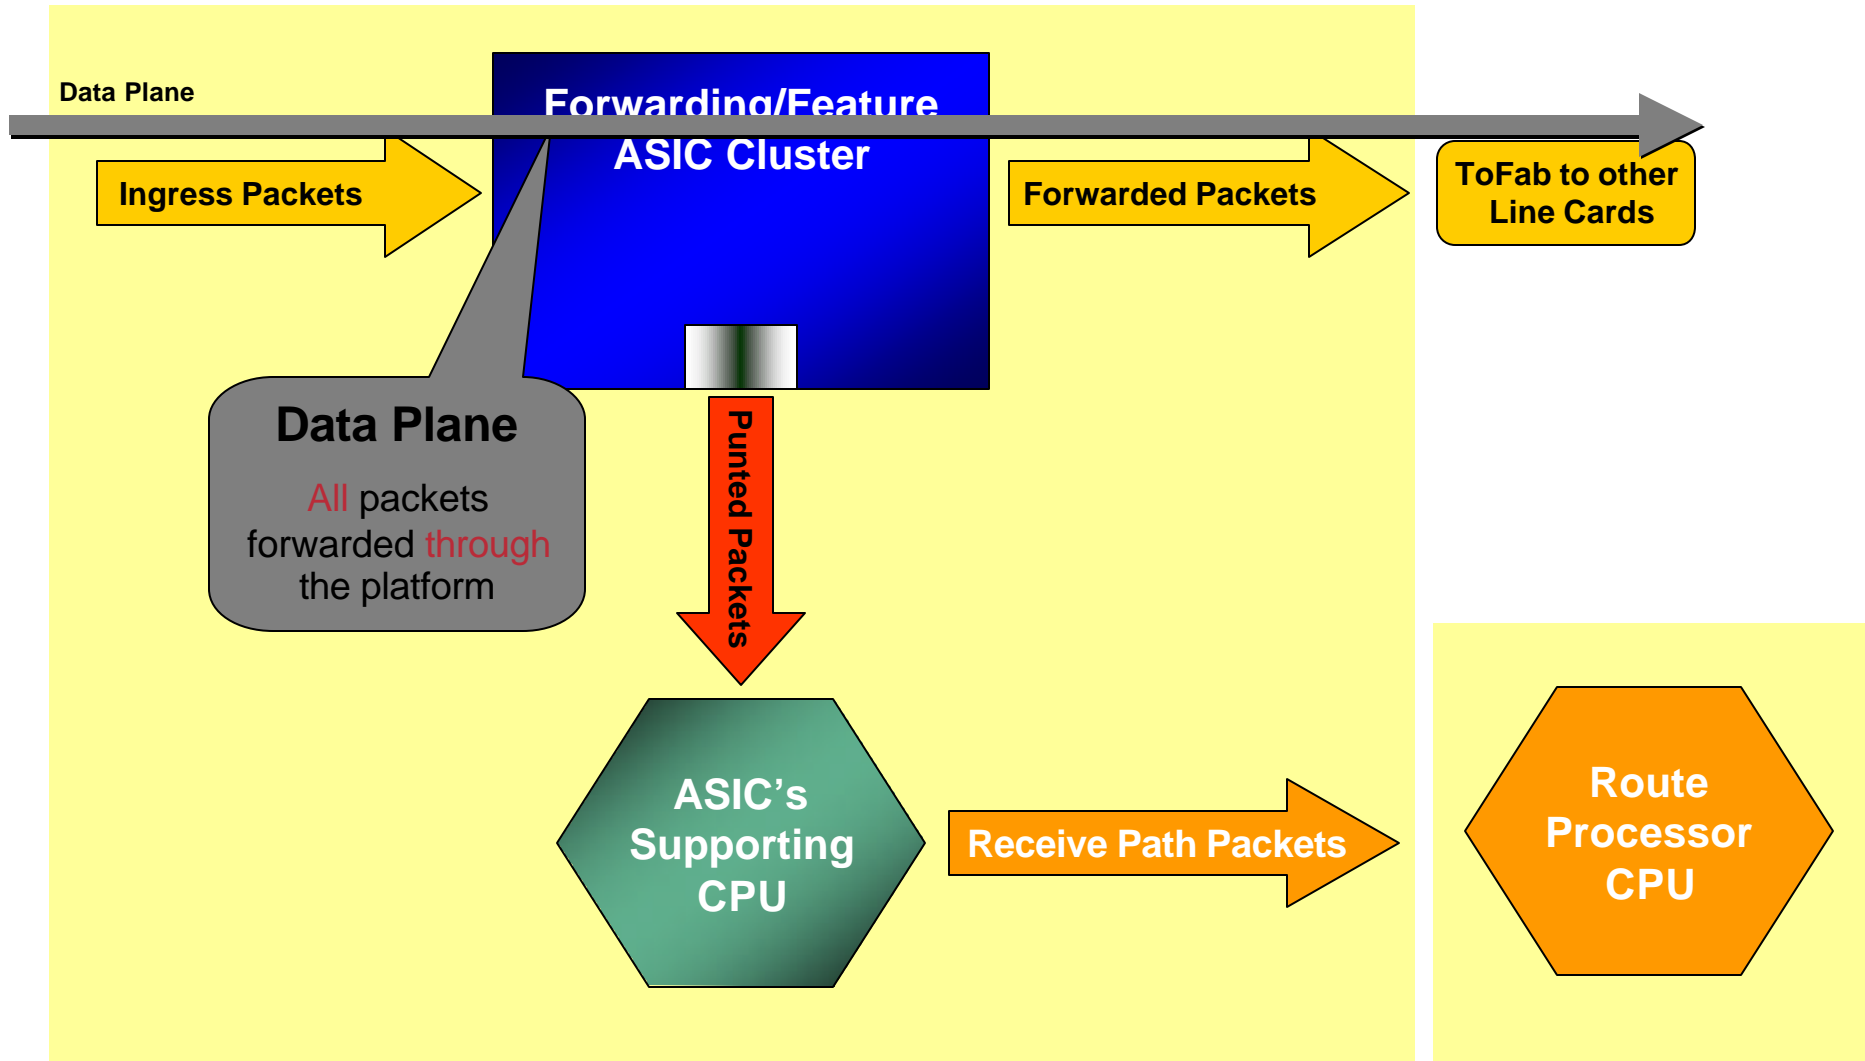 Data Plane
Forwarding/Feature
ASIC Cluster
Ingress Packets
Forwarded Packets
ToFab to other
Line Cards
Data Plane
All packets
forwarded through
the platform
Punted Packets
ASIC’s
Supporting
CPU
Receive Path Packets
Route
Processor
CPU